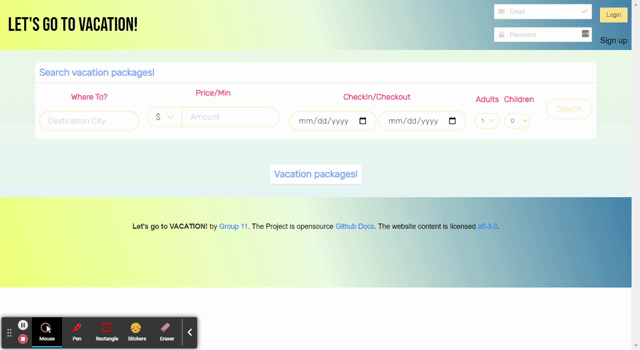 LET'S GO TO VACATION!
Email
Login
Password
Sign up
Search vacation packages!
Where To?
Price/Min
CheckIn/Checkout
Adults Children
Destination City
$ Amount
mm/dd/yyyy mm/dd/yyyy
1 0
Search
Vacation packages!
Let's go to VACATION! by Group 11. The Project is opensource Github Docs. The website content is licensed afl-3.0.
Mouse Pen Rectangle Stickers Eraser